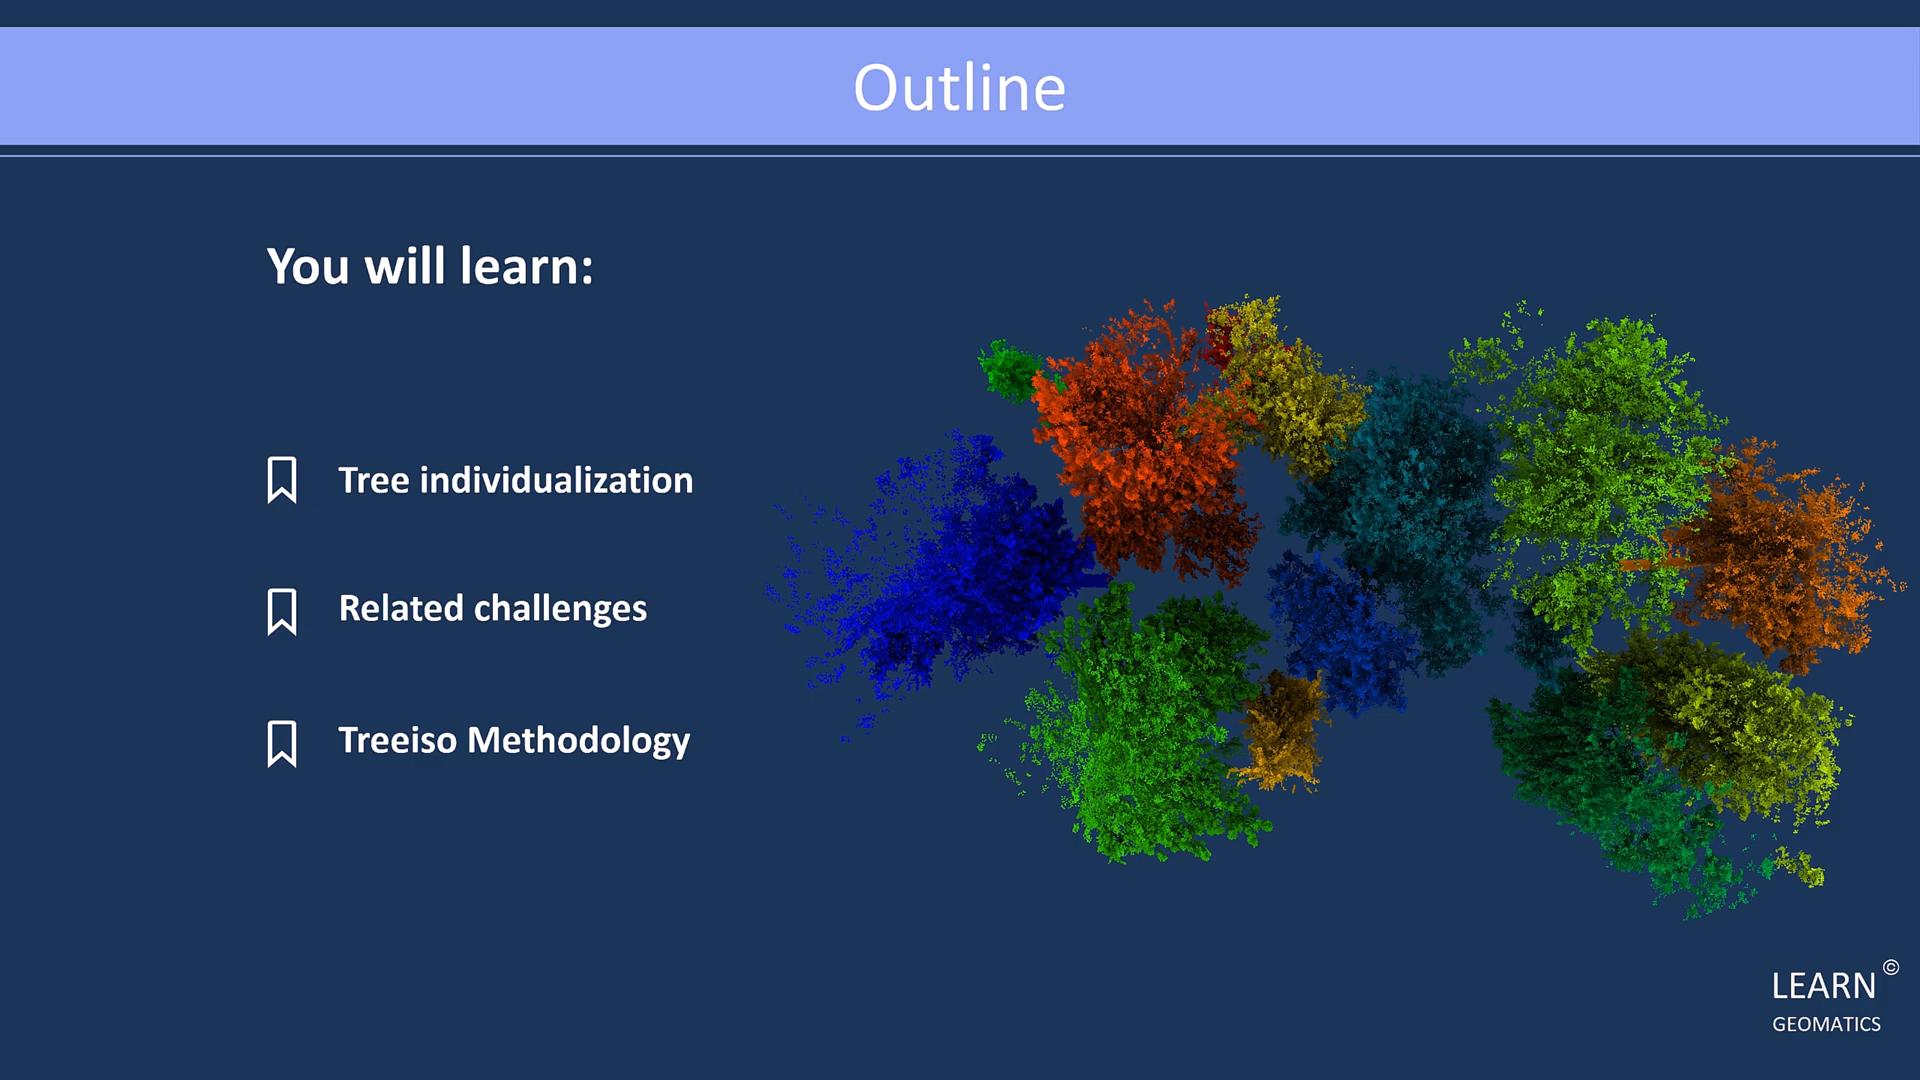 Outline
You will learn:
Tree individualization
Related challenges
Treeiso Methodology
LEARN ©
GEOMATICS